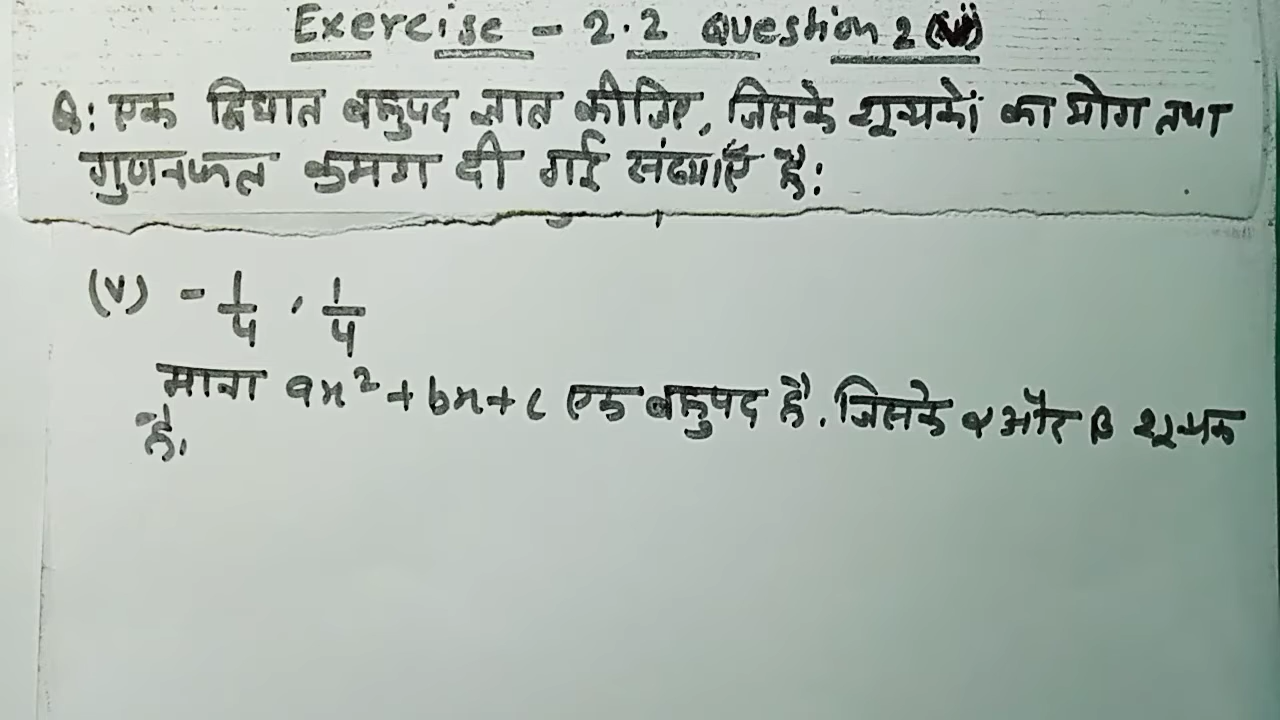 Exercise - 2.2 Question 2
Q: एक द्विघात बहुपद ज्ञात कीजिए, जिसके शून्यकों का योग तथा
गुणनफल क्रमश दी गई संख्याएँ है:
(v) - 1/4 , 1/4
माना ax² + bx + c एक बहुपद है, जिसके α और β शून्यक
है,